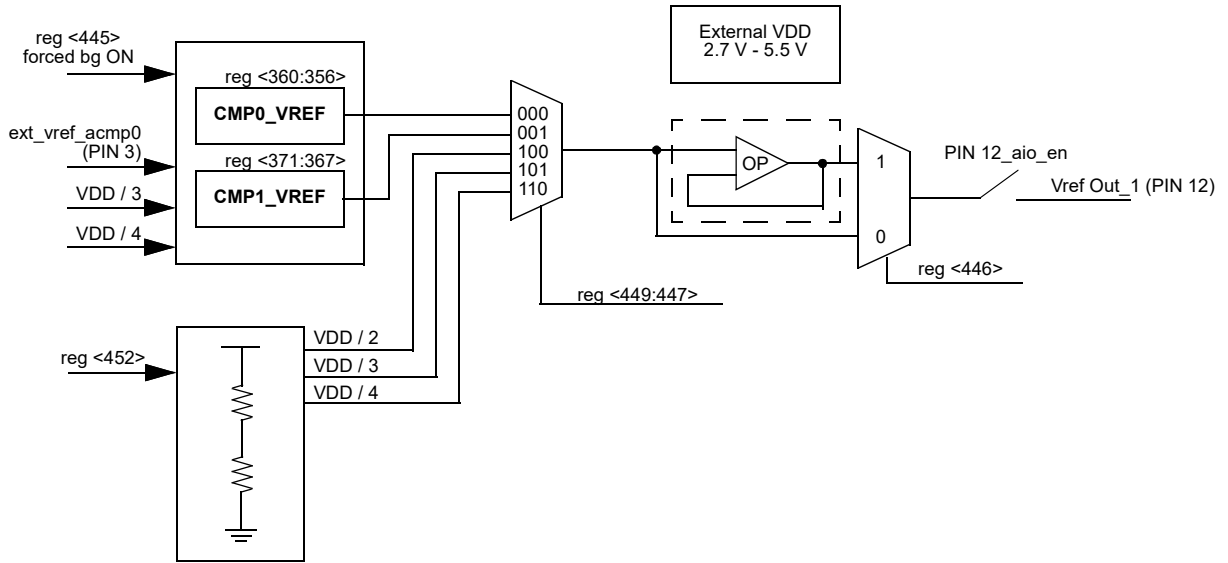 External VDD
2.7 V - 5.5 V
reg <445>
forced bg ON
reg <360:356>
CMP0_VREF
ext_vref_acmp0
(PIN 3)
reg <371:367>
CMP1_VREF
VDD / 3
VDD / 4
000
001
100
101
110
OP
1
0
PIN 12_aio_en
Vref Out_1 (PIN 12)
reg <446>
reg <449:447>
reg <452>
VDD / 2
VDD / 3
VDD / 4